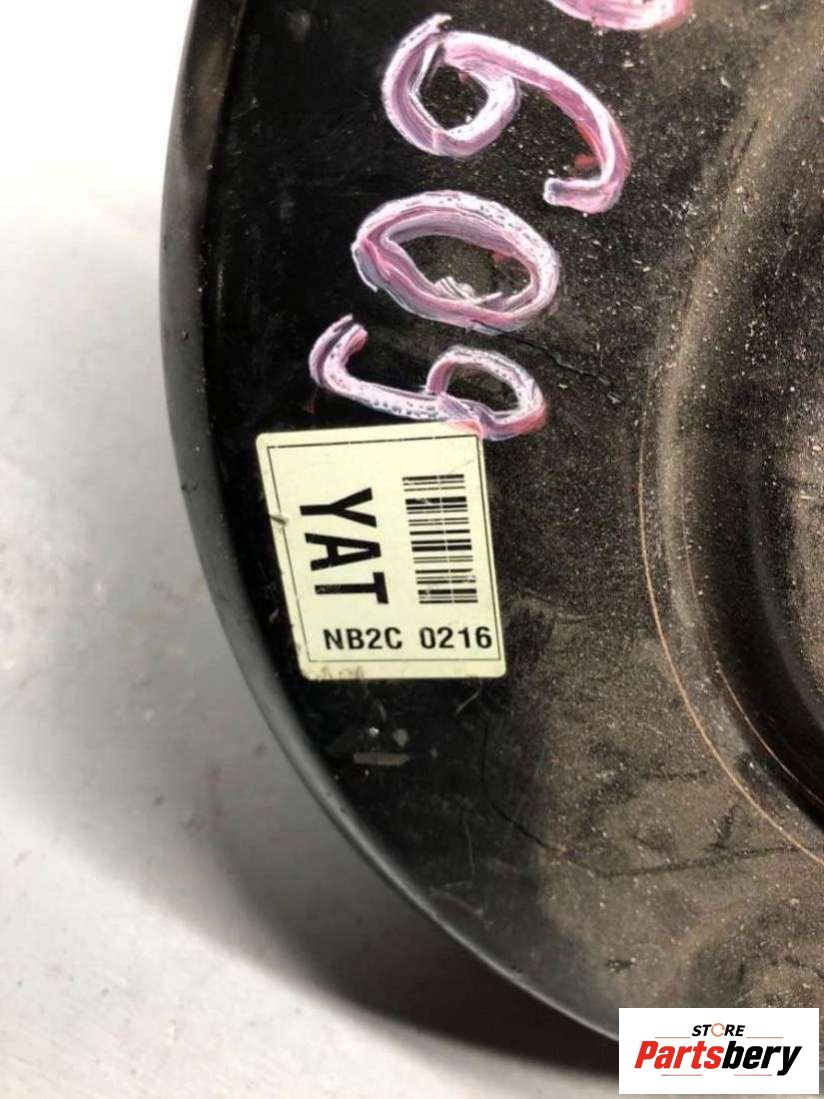 609
YAT
NB2C 0216
STORE
Partsbery